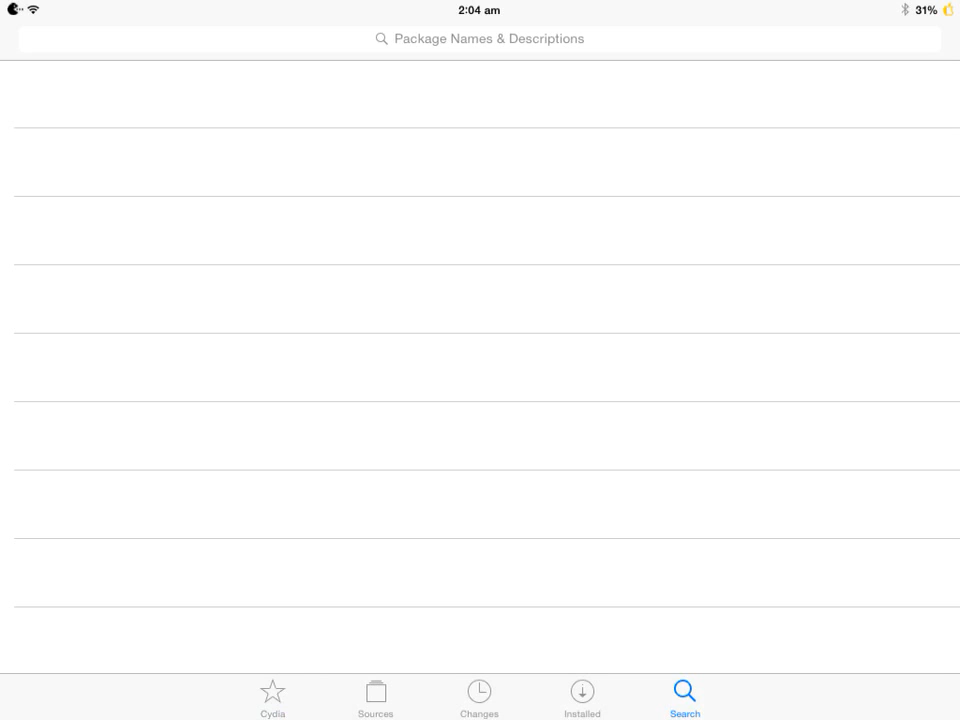 2:04 am
31%
Package Names & Descriptions
Cydia
Sources
Changes
Installed
Search